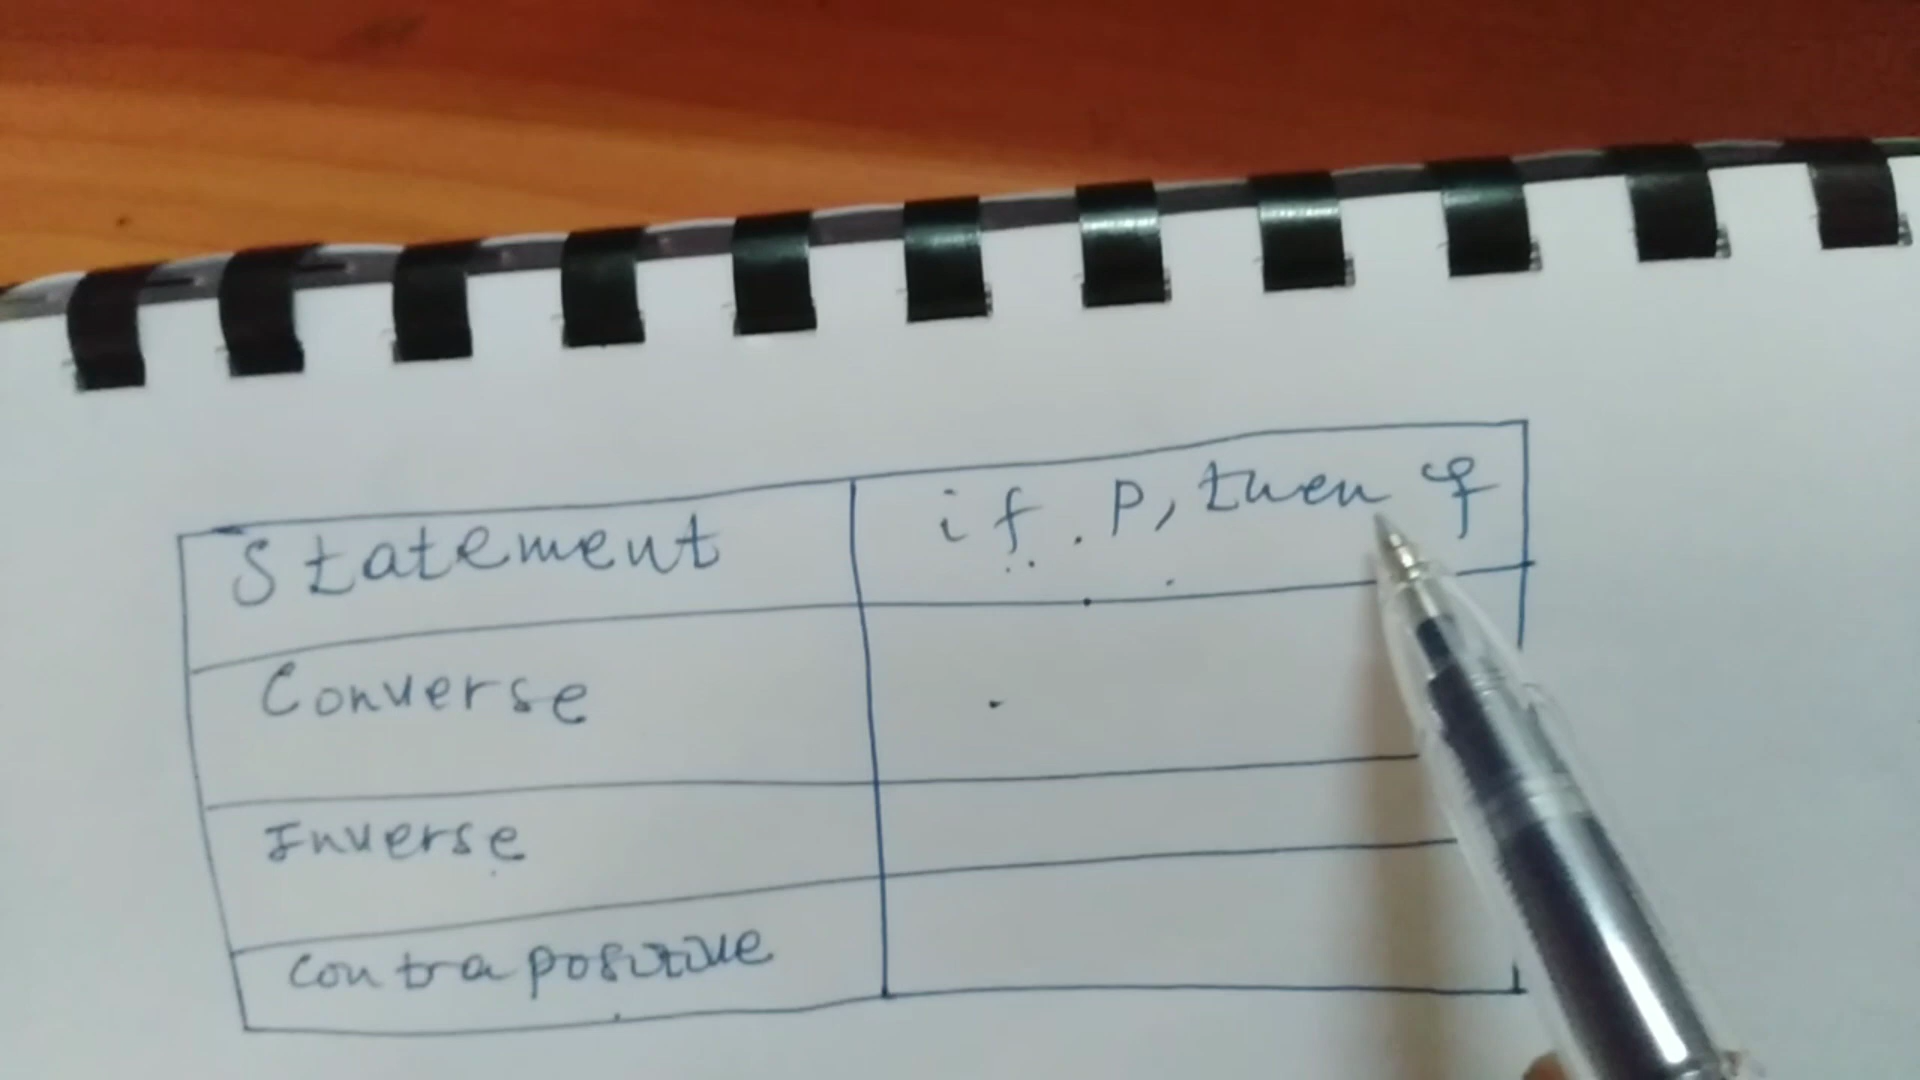 Statement if P, then q
Converse
Inverse
Contrapositive